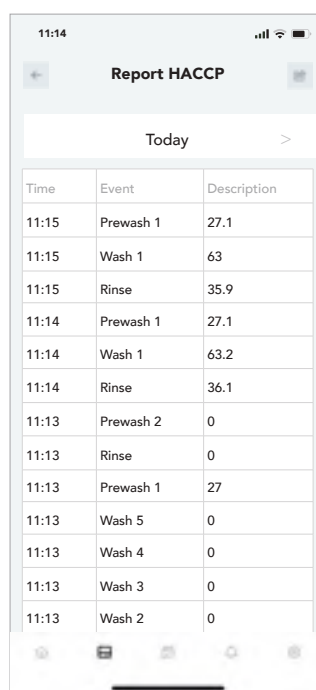 11:14
Report HACCP
Today >
Time Event Description
11:15 Prewash 1 27.1
11:15 Wash 1 63
11:15 Rinse 35.9
11:14 Prewash 1 27.1
11:14 Wash 1 63.2
11:14 Rinse 36.1
11:13 Prewash 2 0
11:13 Rinse 0
11:13 Prewash 1 27
11:13 Wash 5 0
11:13 Wash 4 0
11:13 Wash 3 0
11:13 Wash 2 0